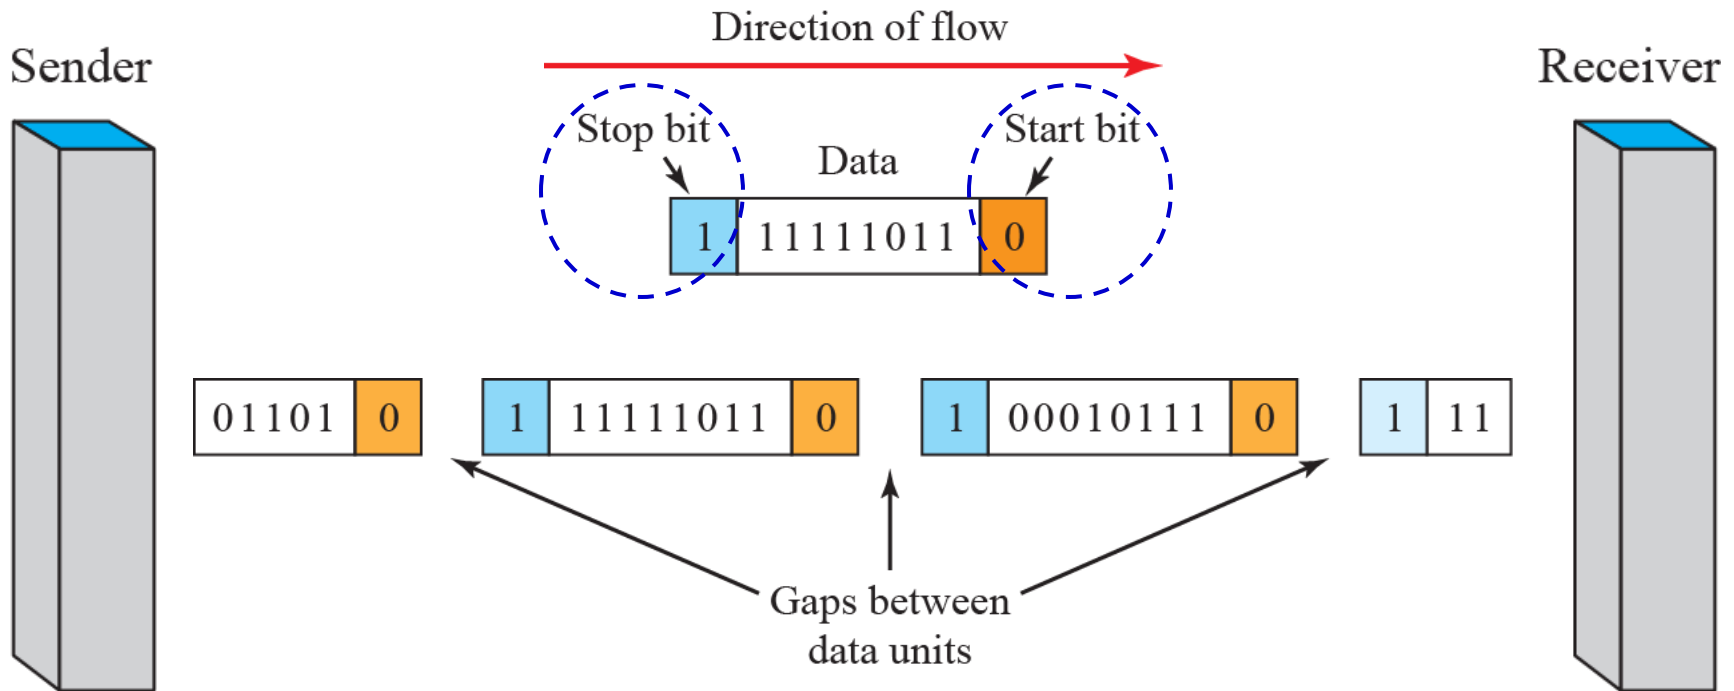 Direction of flow
Sender
Receiver
Stop bit
Start bit
Data
1 11111011 0
01101 0 1 11111011 0 1 00010111 0 1 11
Gaps between
data units